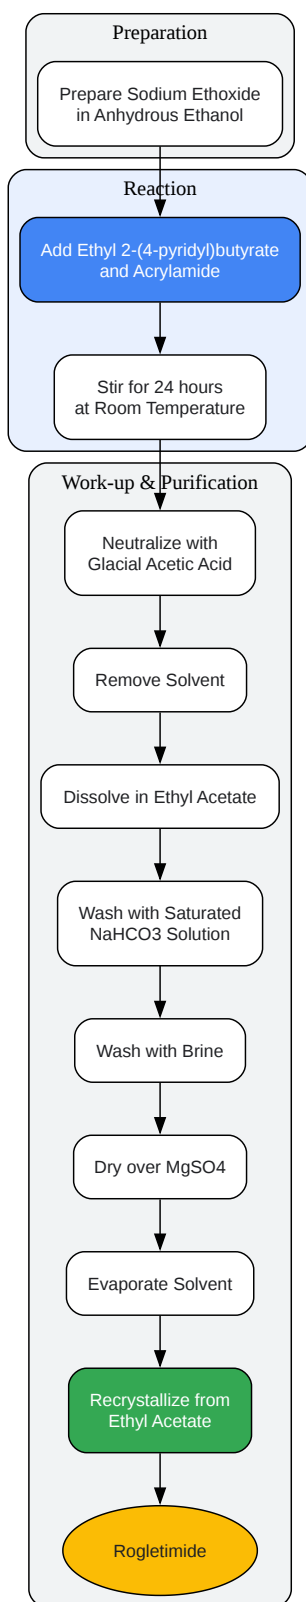 Preparation
Prepare Sodium Ethoxide
in Anhydrous Ethanol
Reaction
Add Ethyl 2-(4-pyridyl)butyrate
and Acrylamide
Stir for 24 hours
at Room Temperature
Work-up & Purification
Neutralize with
Glacial Acetic Acid
Remove Solvent
Dissolve in Ethyl Acetate
Wash with Saturated
NaHCO3 Solution
Wash with Brine
Dry over MgSO4
Evaporate Solvent
Recrystallize from
Ethyl Acetate
Rogletimide